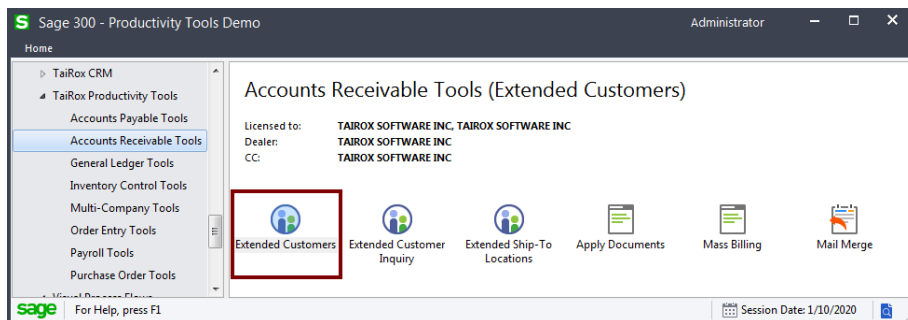 S Sage 300 - Productivity Tools Demo Administrator
Home
TaiRox CRM
TaiRox Productivity Tools
Accounts Payable Tools
Accounts Receivable Tools
General Ledger Tools
Inventory Control Tools
Multi-Company Tools
Order Entry Tools
Payroll Tools
Purchase Order Tools
Visual Process Flows
Accounts Receivable Tools (Extended Customers)
Licensed to: TAIROX SOFTWARE INC, TAIROX SOFTWARE INC
Dealer: TAIROX SOFTWARE INC
CC: TAIROX SOFTWARE INC
Extended Customers
Extended Customer
Inquiry
Extended Ship-To
Locations
Apply Documents
Mass Billing
Mail Merge
sage For Help, press F1 Session Date: 1/10/2020